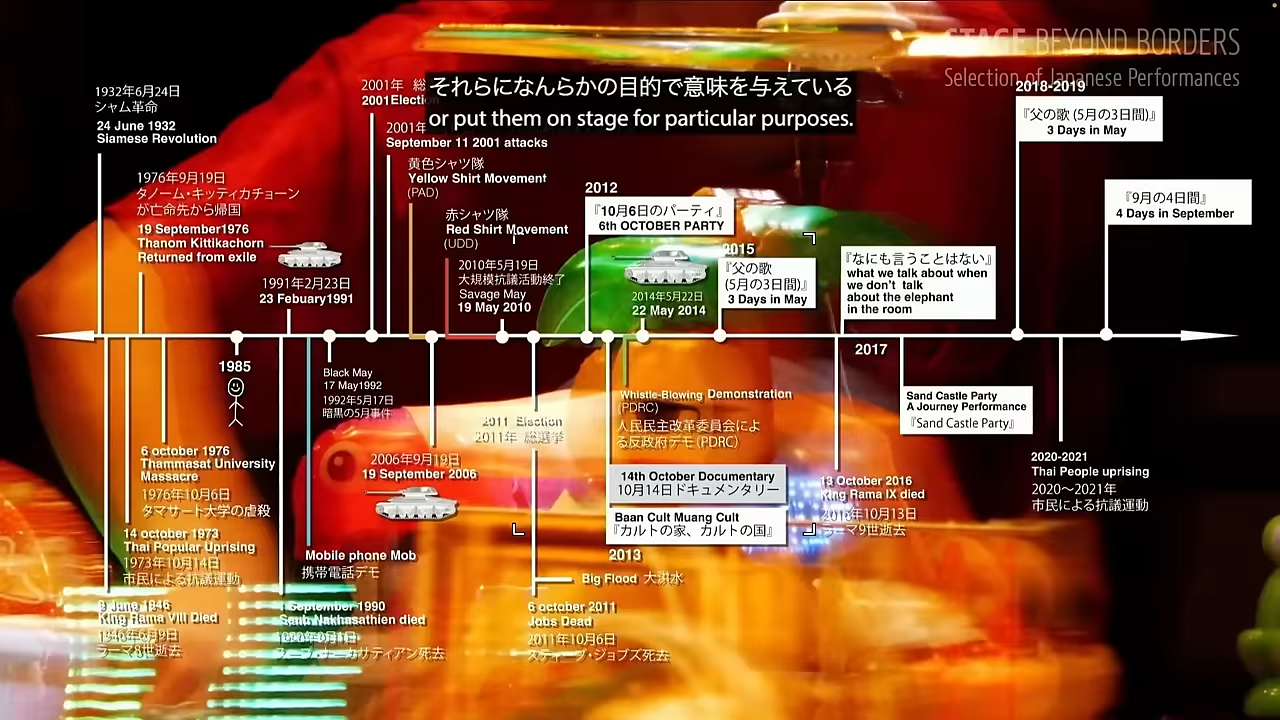 STAGE BEYOND BORDERS
Selection of Japanese Performances
それらになんらかの目的で意味を与えている
or put them on stage for particular purposes.
1932年6月24日
シャム革命
24 June 1932
Siamese Revolution
1976年9月19日
タノーム・キッティカチョーン
が亡命先から帰国
19 September1976
Thanom Kittikachorn
Returned from exile
1991年2月23日
23 Febuary1991
2001年 総
2001Electio
2001年
September 11 2001 attacks
黄色シャツ隊
Yellow Shirt Movement
(PAD)
赤シャツ隊
Red Shirt Movement
(UDD)
2010年5月19日
大規模抗議活動終了
Savage May
19 May 2010
2012
『10月6日のパーティ』
6th OCTOBER PARTY
2014年5月22日
22 May 2014
2015
『父の歌
(5月の3日間)』
3 Days in May
『なにも言うことはない』
what we talk about when
we don't talk
about the elephant
in the room
2017
2018-2019
『父の歌 (5月の3日間)』
3 Days in May
『9月の4日間』
4 Days in September
1985
Black May
17 May1992
1992年5月17日
暗黒の5月事件
6 october 1976
Thammasat University
Massacre
1976年10月6日
タマサート大学の虐殺
14 october 1973
Thai Popular Uprising
1973年10月14日
市民による抗議運動
9 June 1946
King Rama VIII Died
1946年6月9日
ラーマ8世逝去
Mobile phone Mob
携帯電話デモ
September 1990
Seub Nakhasathien died
2006年9月19日
19 September 2006
2011 Election
2011年 総選挙
Big Flood 大洪水
6 october 2011
Jobs Dead
2011年10月6日
スティーブ・ジョブズ死去
Whistle-Blowing Demonstration
(PDRC)
人民民主改革委員会によ
る反政府デモ (PDRC)
14th October Documentary
10月14日ドキュメンタリー
Baan Cult Muang Cult
『カルトの家、カルトの国』
2013
13 October 2016
King Rama IX died
2016年10月13日
ラーマ9世逝去
Sand Castle Party
A Journey Performance
『Sand Castle Party』
2020-2021
Thai People uprising
2020～2021年
市民による抗議運動